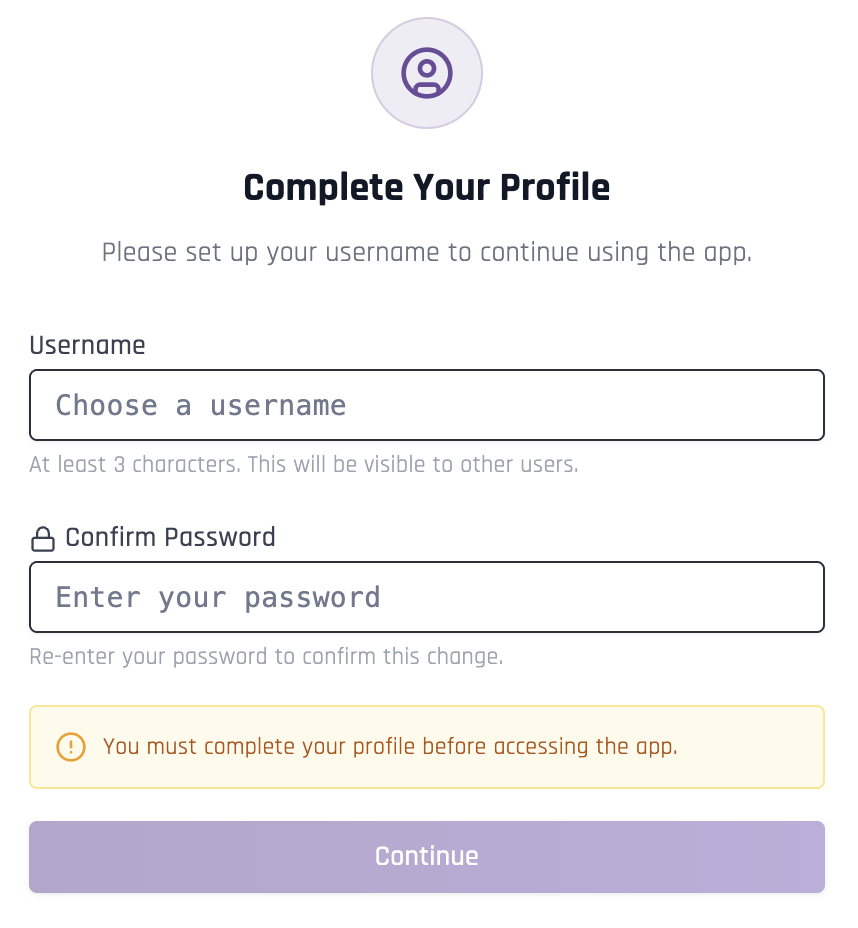 Complete Your Profile
Please set up your username to continue using the app.
Username
Choose a username
At least 3 characters. This will be visible to other users.
Confirm Password
Enter your password
Re-enter your password to confirm this change.
You must complete your profile before accessing the app.
Continue